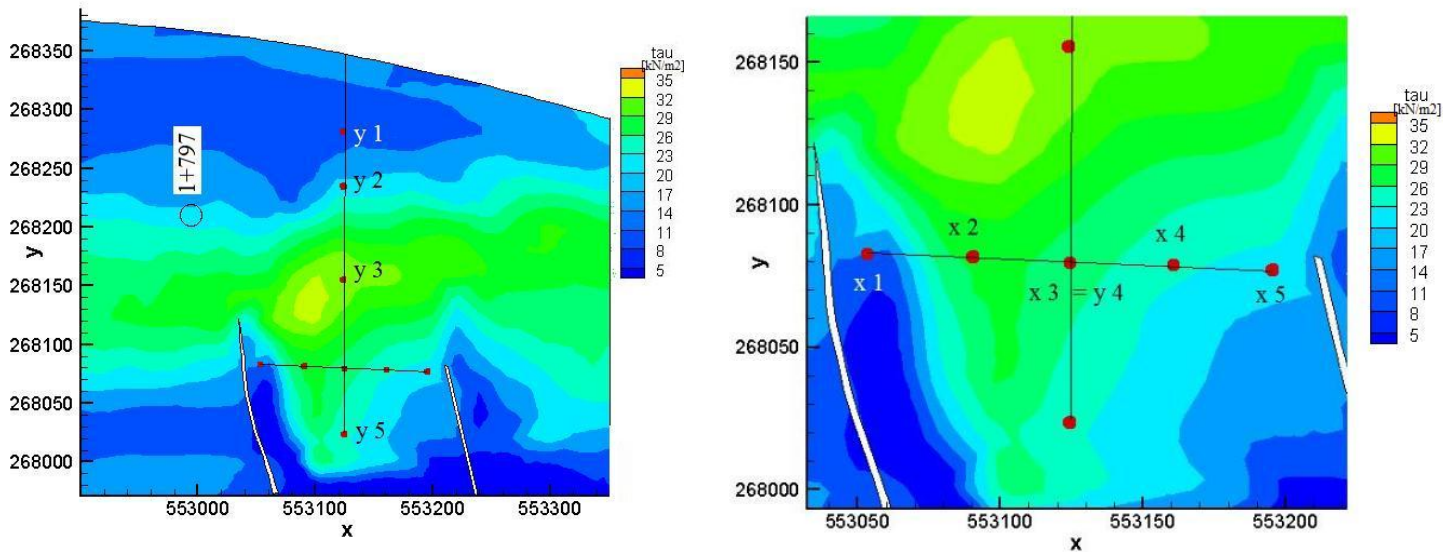 tau
[kN/m2]
35
32
29
26
23
20
17
14
11
8
5
268350
268300
268250
268200
268150
268100
268050
268000
y
1+797
y 1
y 2
y 3
y 5
553000
553100
553200
553300
x
tau
[kN/m2]
35
32
29
26
23
20
17
14
11
8
5
268150
268100
268050
268000
y
x 2
x 4
x 1
x 3 = y 4
x 5
553050
553100
553150
553200
x